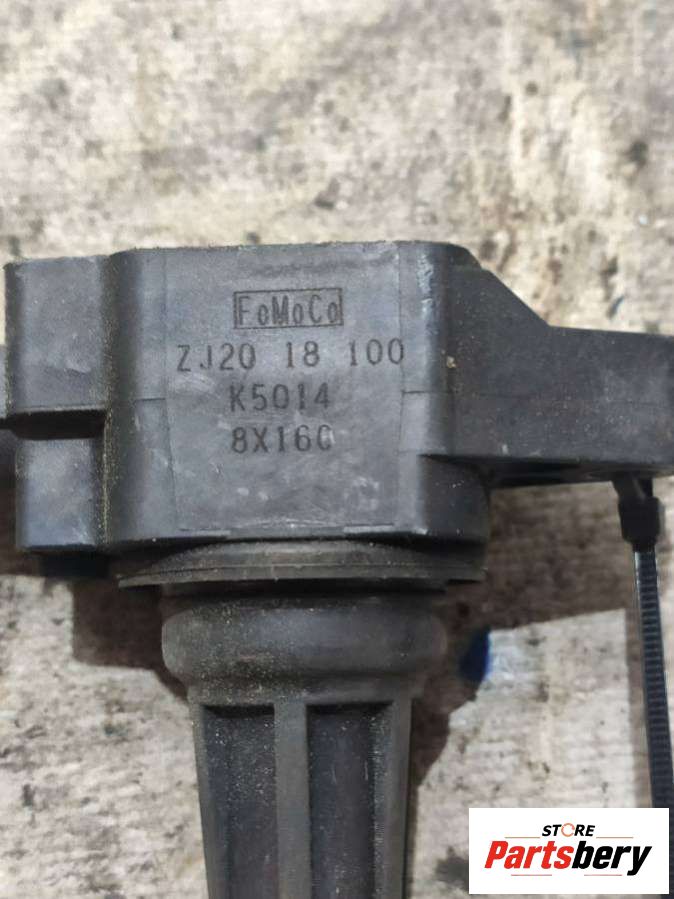 FoMoCo
ZJ20 18 100
K5014
8X16C
STORE
Partsbery